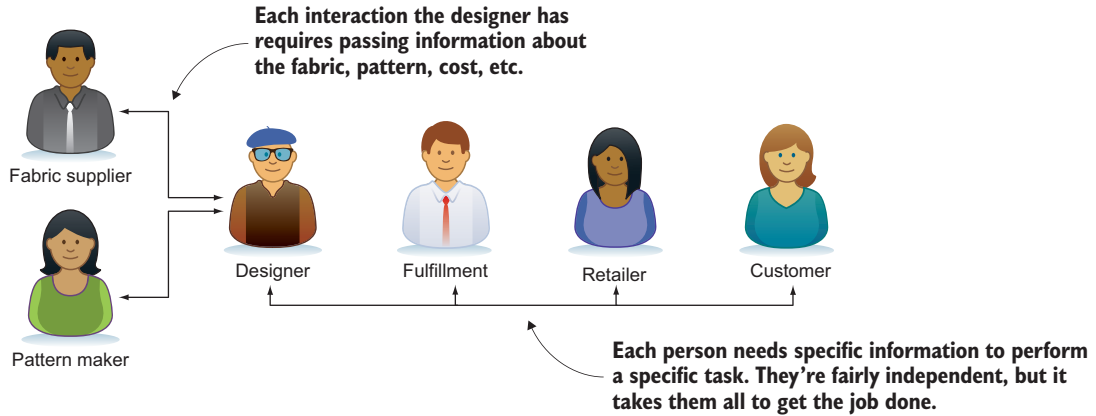 Each interaction the designer has
requires passing information about
the fabric, pattern, cost, etc.
Fabric supplier
Designer
Fulfillment
Retailer
Customer
Pattern maker
Each person needs specific information to perform
a specific task. They’re fairly independent, but it
takes them all to get the job done.